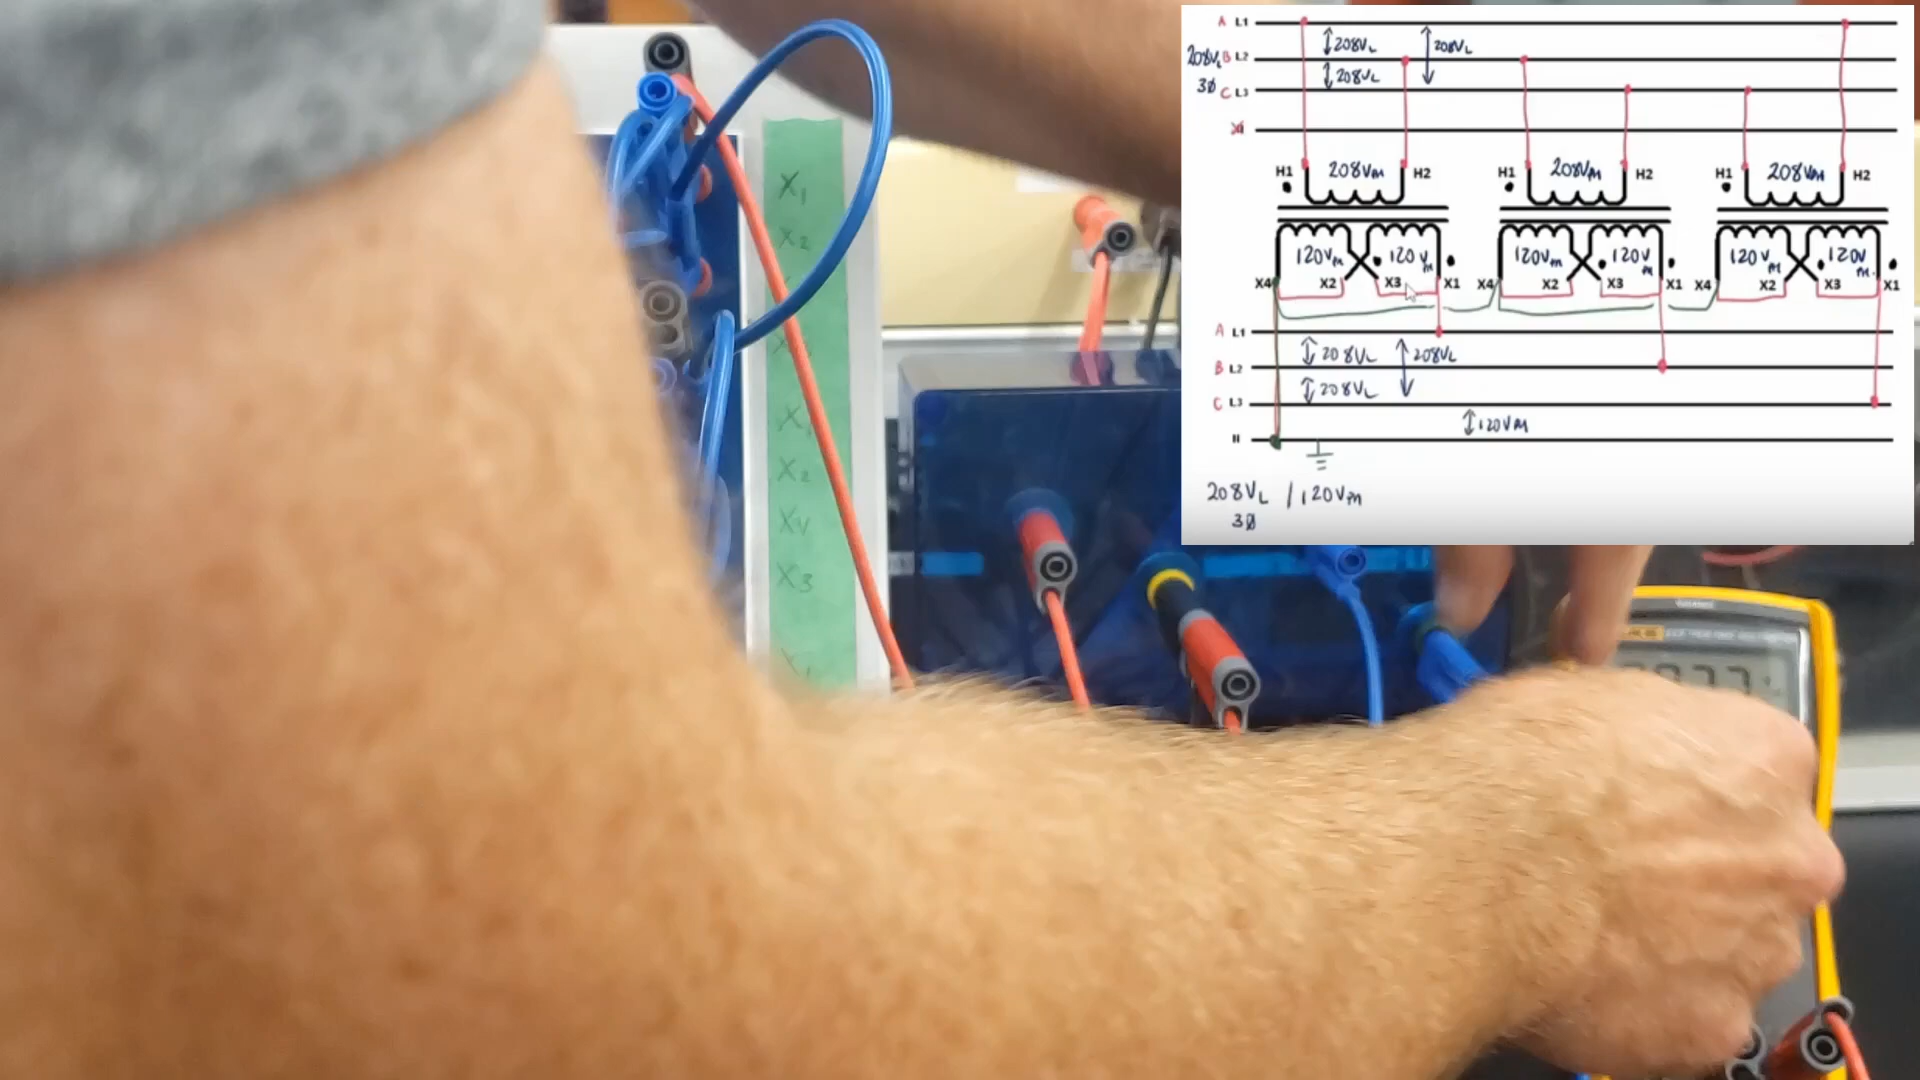 A L1
208VL
208VL
208VL B L2
208VL
3Ø C L3
N
H1 208VM H2
H1 208VM H2
H1 208VM H2
120VM 120VM
120VM 120VM
120VM 120VM
X4 X2 X3 X1
X4 X2 X3 X1
X4 X2 X3 X1
A L1
208VL 208VL
B L2
208VL
C L3
120VM
N
208VL / 120VM
3Ø
X1
X2
X2
X3